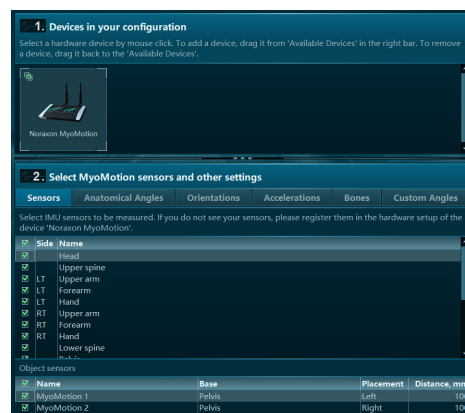 1. Devices in your configuration
Select a hardware device by mouse click. To add a device, drag it from 'Available Devices' in the right bar. To remove
a device, drag it back to the 'Available Devices'.
Noraxon MyoMotion
2. Select MyoMotion sensors and other settings
Sensors Anatomical Angles Orientations Accelerations Bones Custom Angles
Select IMU sensors to be measured. If you do not see your sensors, please register them in the hardware setup of the
device 'Noraxon MyoMotion'.
Side Name
Head
Upper spine
LT Upper arm
LT Forearm
LT Hand
RT Upper arm
RT Forearm
RT Hand
Lower spine
Pelvis
Object sensors
Name Base Placement Distance, mm
MyoMotion 1 Pelvis Left 10
MyoMotion 2 Pelvis Right 10